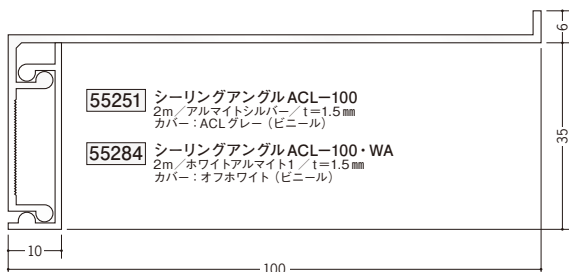 6
55251 シーリングアングルACL−100
2m／アルマイトシルバー／t=1.5㎜
カバー：ACLグレー（ビニール）
35
55284 シーリングアングルACL−100・WA
2m／ホワイトアルマイト1／t=1.5㎜
カバー：オフホワイト（ビニール）
10
100